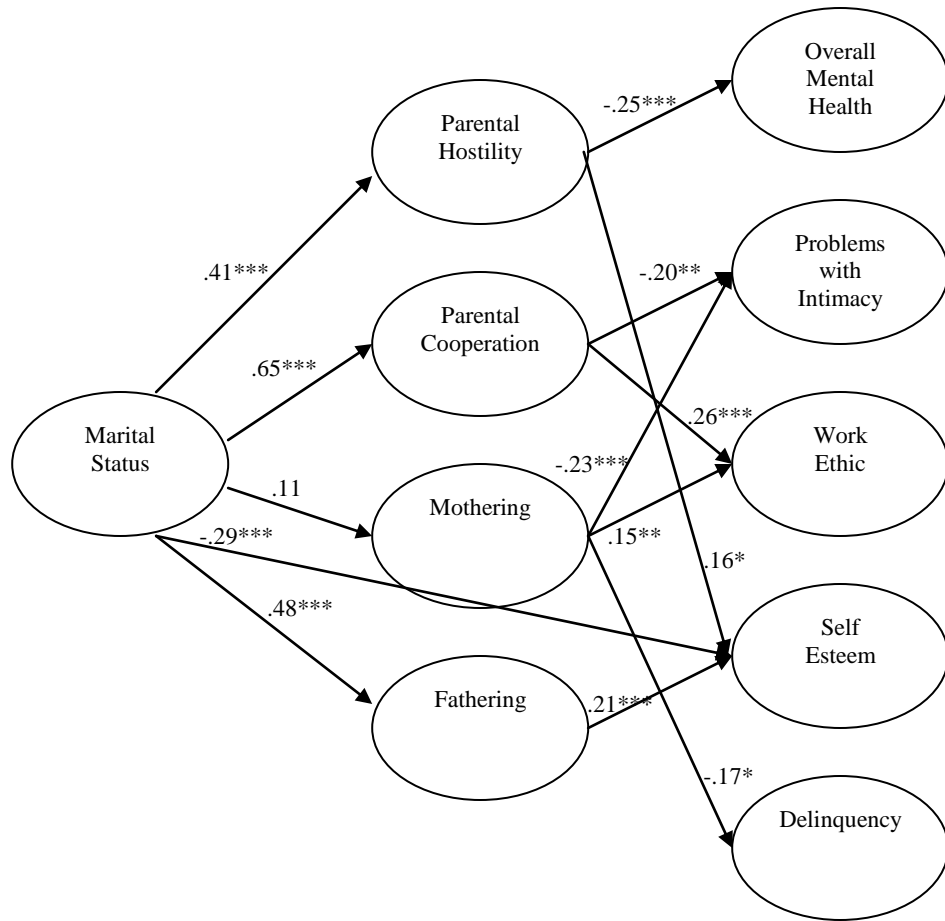 Overall
Mental
Health
-.25***
Parental
Hostility
Problems
with
Intimacy
.41***
-.20**
Parental
Cooperation
.65***
.26***
Marital
Status
Work
Ethic
-.23***
.11
Mothering
-.29***
.15**
.16*
.48***
Self
Esteem
Fathering
.21***
-.17*
Delinquency